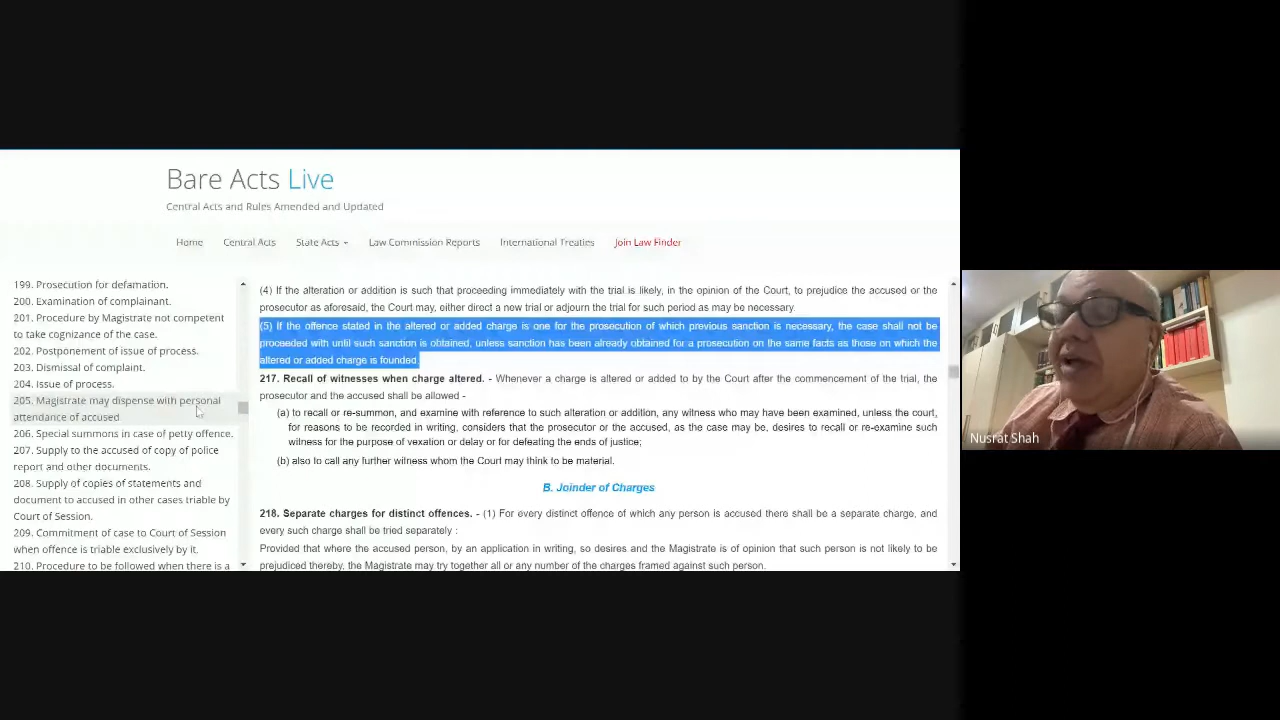 Bare Acts Live
Central Acts and Rules Amended and Updated
Home Central Acts State Acts Law Commission Reports International Treaties Join Law Finder
199. Prosecution for defamation.
200. Examination of complainant.
201. Procedure by Magistrate not competent
to take cognizance of the case.
202. Postponement of issue of process.
203. Dismissal of complaint.
204. Issue of process.
205. Magistrate may dispense with personal
attendance of accused
206. Special summons in case of petty offence.
207. Supply to the accused of copy of police
report and other documents.
208. Supply of copies of statements and
document to accused in other cases triable by
Court of Session.
209. Commitment of case to Court of Session
when offence is triable exclusively by it.
210. Procedure to be followed when there is a
(4) If the alteration or addition is such that proceeding immediately with the trial is likely, in the opinion of the Court, to prejudice the accused or the
prosecutor as aforesaid, the Court may, either direct a new trial or adjourn the trial for such period as may be necessary.
(5) If the offence stated in the altered or added charge is one for the prosecution of which previous sanction is necessary, the case shall not be
proceeded with until such sanction is obtained, unless sanction has been already obtained for a prosecution on the same facts as those on which the
altered or added charge is founded.
217. Recall of witnesses when charge altered. - Whenever a charge is altered or added to by the Court after the commencement of the trial, the
prosecutor and the accused shall be allowed -
(a) to recall or re-summon, and examine with reference to such alteration or addition, any witness who may have been examined, unless the court,
for reasons to be recorded in writing, considers that the prosecutor or the accused, as the case may be, desires to recall or re-examine such
witness for the purpose of vexation or delay or for defeating the ends of justice;
(b) also to call any further witness whom the Court may think to be material.
B. Joinder of Charges
218. Separate charges for distinct offences. - (1) For every distinct offence of which any person is accused there shall be a separate charge, and
every such charge shall be tried separately :
Provided that where the accused person, by an application in writing, so desires and the Magistrate is of opinion that such person is not likely to be
prejudiced thereby, the Magistrate may try together all or any number of the charges framed against such person.
Nusrat Shah